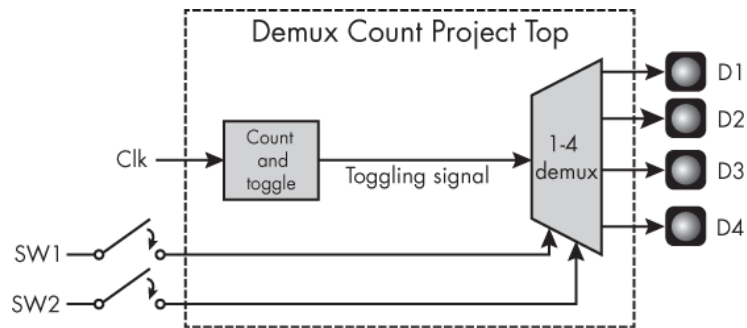 Demux Count Project Top
D1
D2
D3
D4
Clk
Count
and
toggle
Toggling signal
1-4
demux
SW1
SW2